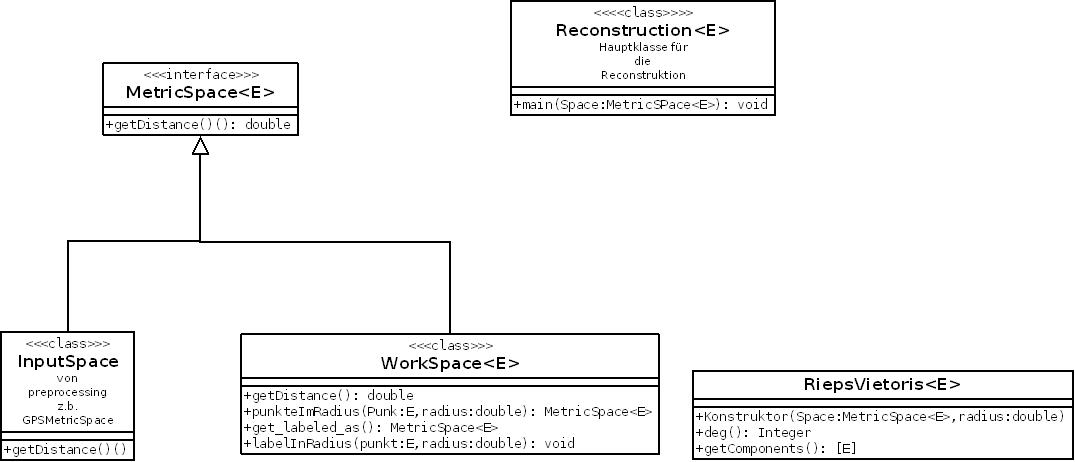 <<<interface>>>
MetricSpace<E>
+getDistance()(): double
<<<<class>>>>
Reconstruction<E>
Hauptklasse für
die
Reconstruktion
+main(Space:MetricSPace<E>): void
<<<class>>>
InputSpace
von
preprocessing
z.b.
GPSMetricSpace
+getDistance()()
<<<class>>>
WorkSpace<E>
+getDistance(): double
+punkteImRadius(Punk:E,radius:double): MetricSpace<E>
+get_labeled_as(): MetricSpace<E>
+labelInRadius(punkt:E,radius:double): void
RiepsVietoris<E>
+Konstruktor(Space:MetricSpace<E>,radius:double)
+deg(): Integer
+getComponents(): [E]